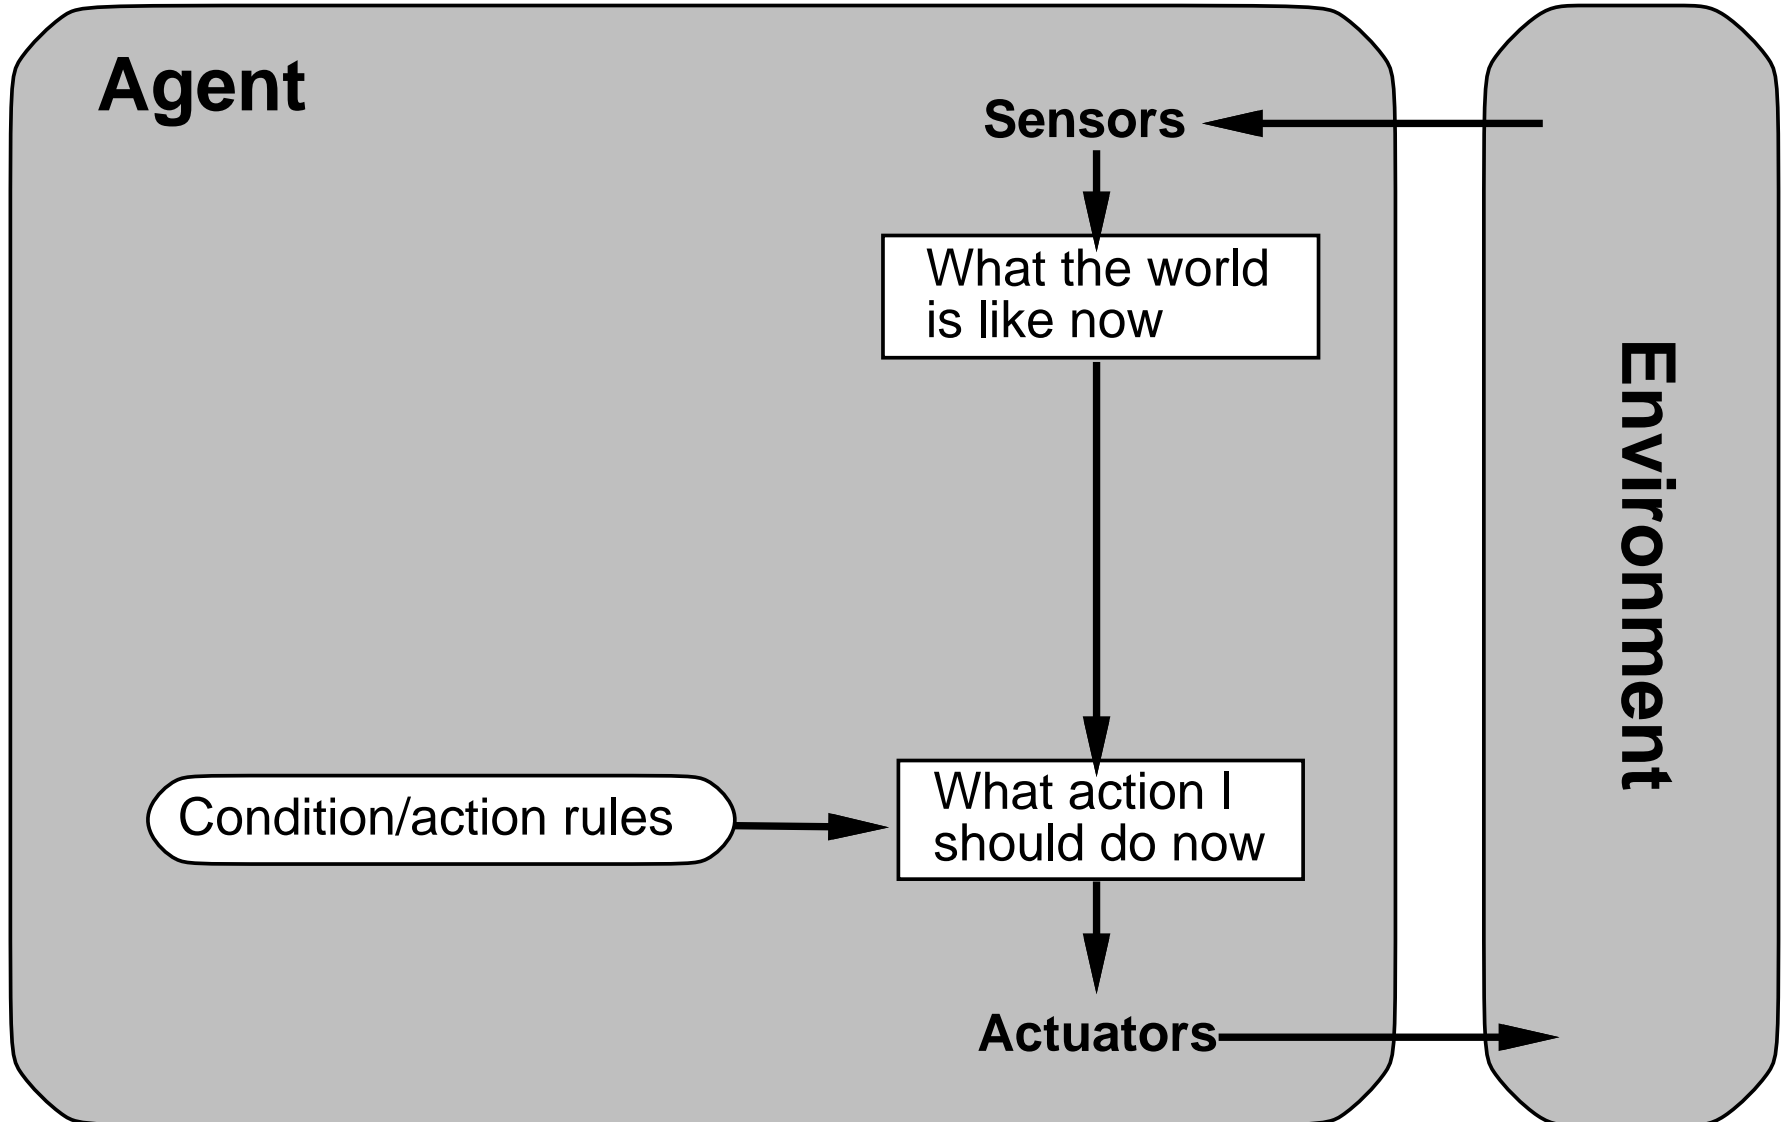 Agent
Sensors
What the world
is like now
Environment
Condition/action rules
What action I
should do now
Actuators